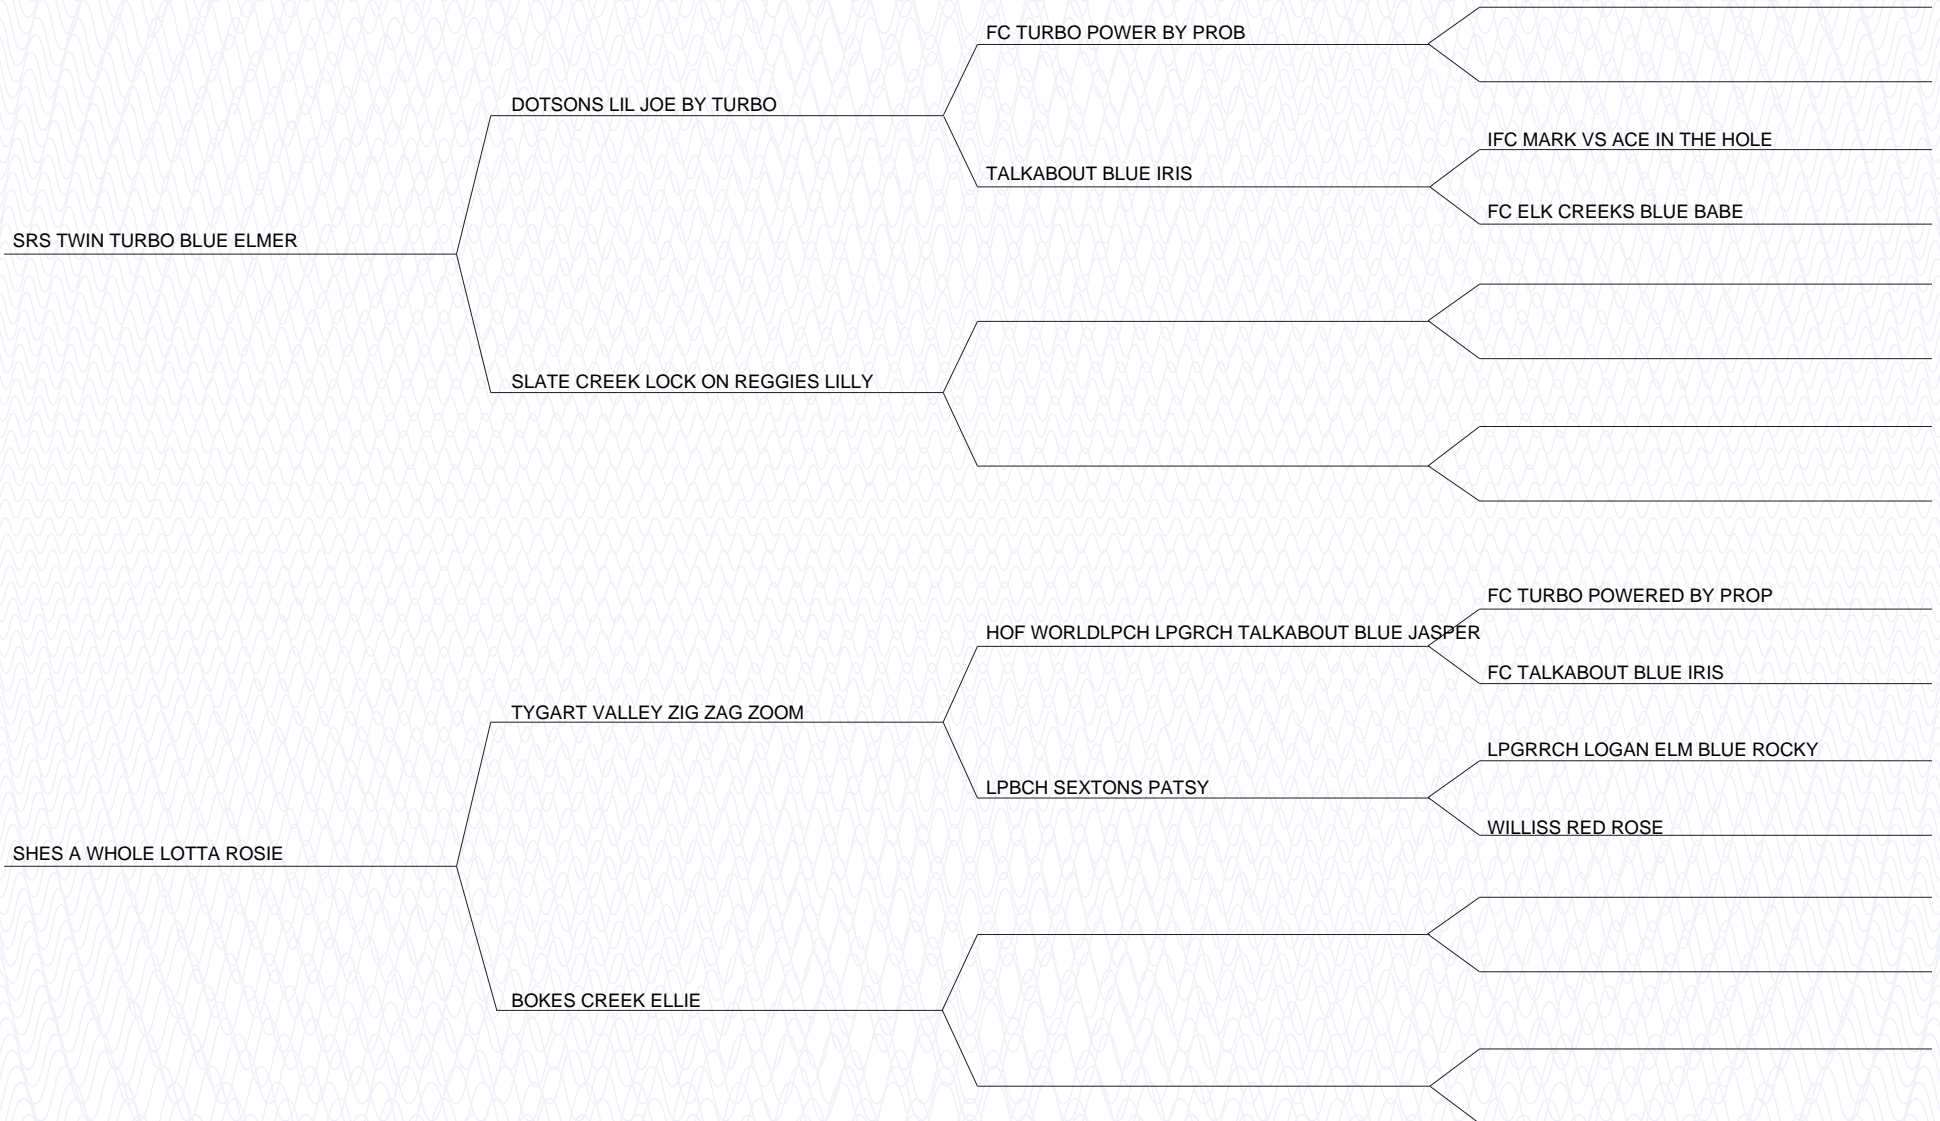 FC TURBO POWER BY PROB
DOTSONS LIL JOE BY TURBO
IFC MARK VS ACE IN THE HOLE
TALKABOUT BLUE IRIS
FC ELK CREEKS BLUE BABE
SRS TWIN TURBO BLUE ELMER
SLATE CREEK LOCK ON REGGIES LILLY
FC TURBO POWERED BY PROP
HOF WORLDLPCH LPGRCH TALKABOUT BLUE JASPER
FC TALKABOUT BLUE IRIS
TYGART VALLEY ZIG ZAG ZOOM
LPGRRCH LOGAN ELM BLUE ROCKY
LPBCH SEXTONS PATSY
WILLISS RED ROSE
SHES A WHOLE LOTTA ROSIE
BOKES CREEK ELLIE